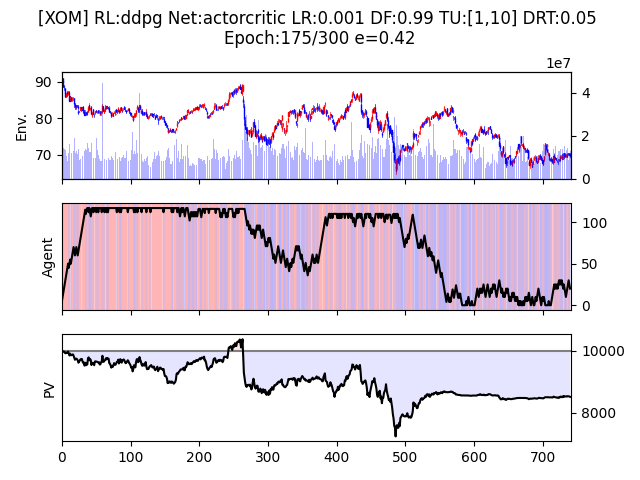 [XOM] RL:ddpg Net:actorcritic LR:0.001 DF:0.99 TU:[1,10] DRT:0.05
Epoch:175/300 e=0.42
1e7
90
80
70
Env.
4
2
0
Agent
100
50
0
PV
10000
8000
0 100 200 300 400 500 600 700